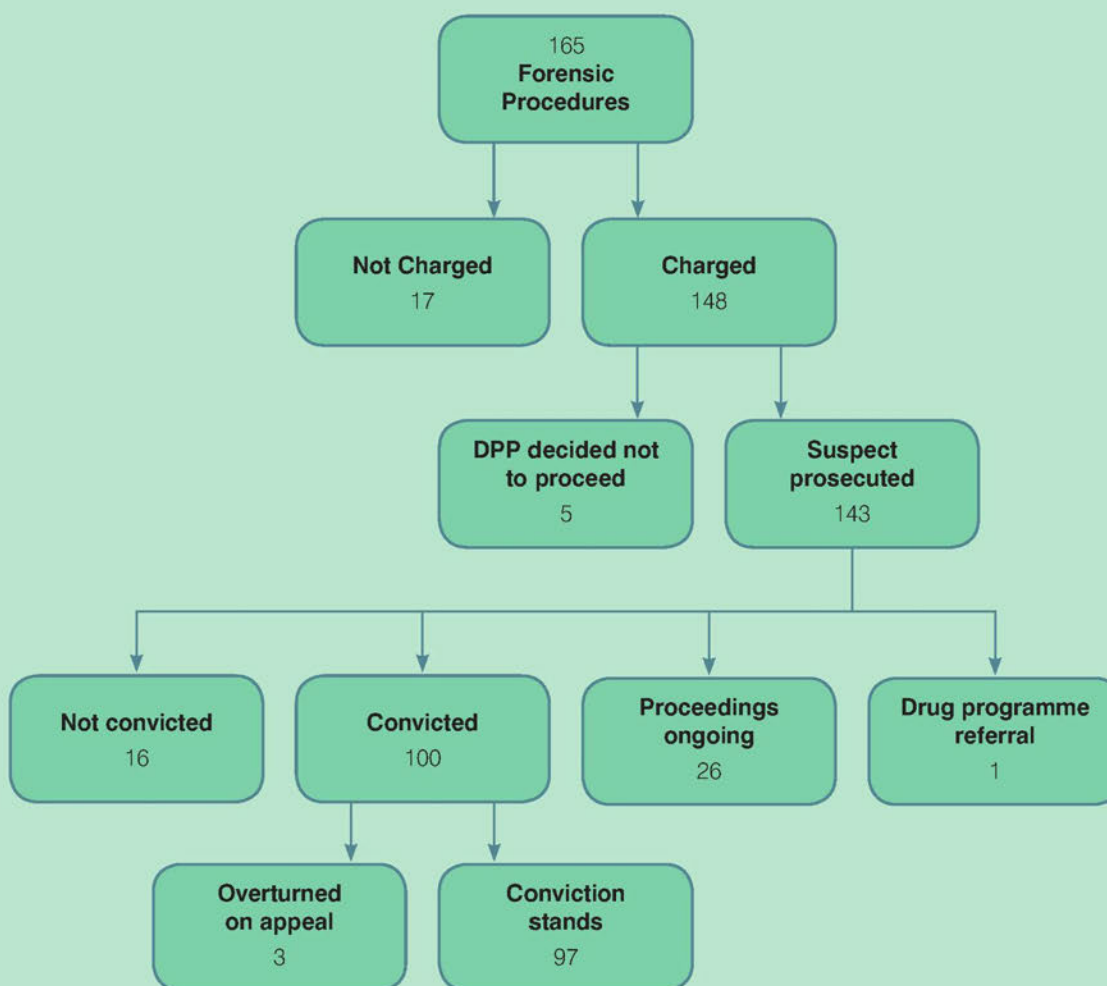 165
Forensic
Procedures
Not Charged
17
Charged
148
DPP decided not
to proceed
5
Suspect
prosecuted
143
Not convicted
16
Convicted
100
Proceedings
ongoing
26
Drug programme
referral
1
Overturned
on appeal
3
Conviction
stands
97